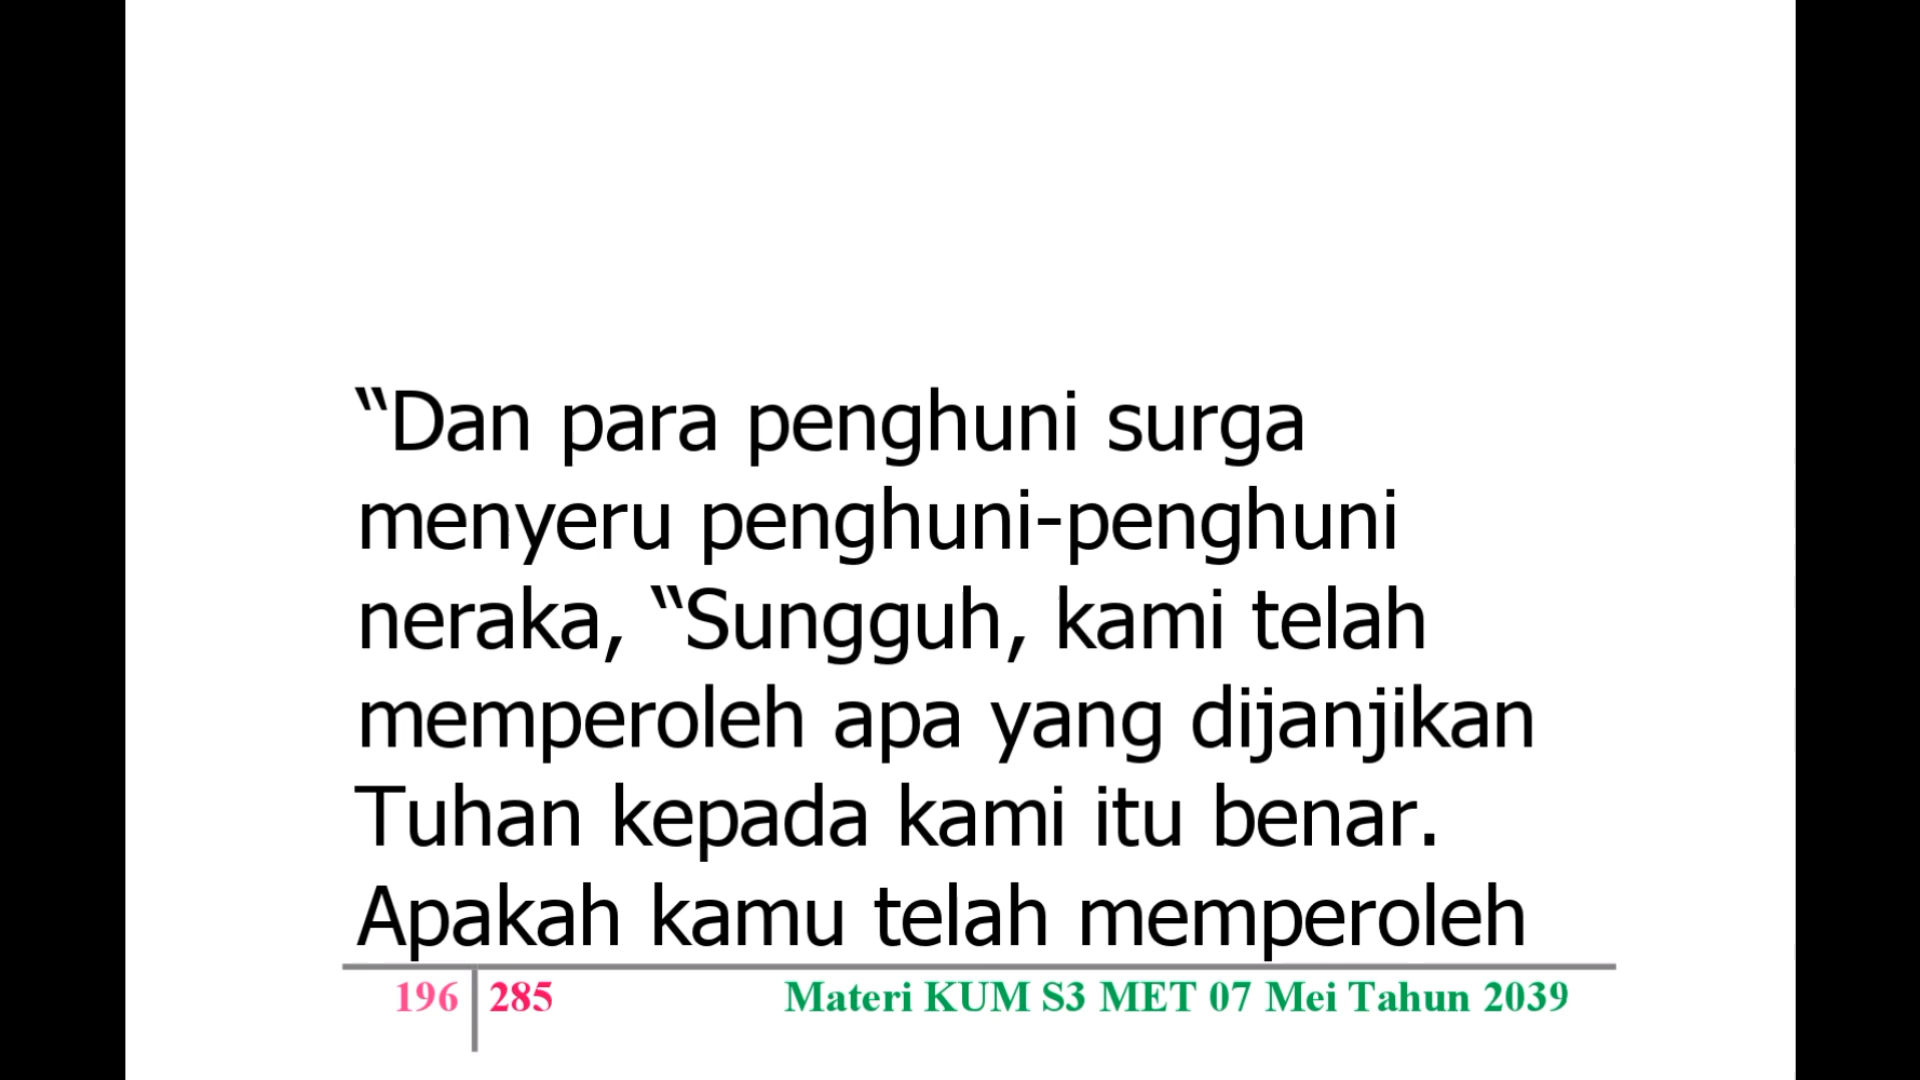 “Dan para penghuni surga
menyeru penghuni-penghuni
neraka, “Sungguh, kami telah
memperoleh apa yang dijanjikan
Tuhan kepada kami itu benar.
Apakah kamu telah memperoleh
196 285 Materi KUM S3 MET 07 Mei Tahun 2039